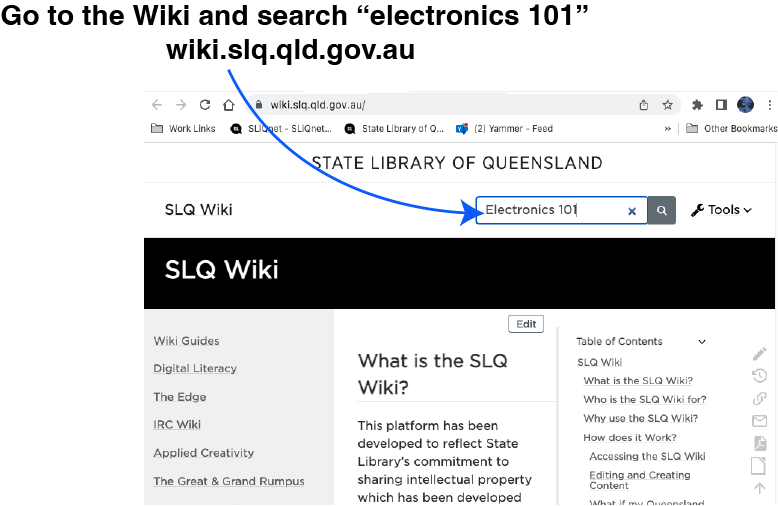 Go to the Wiki and search “electronics 101”
wiki.slq.qld.gov.au
wiki.slq.qld.gov.au/
Work Links SLiQnet - SLiQnet... State Library of Q... (2) Yammer - Feed » Other Bookmarks
STATE LIBRARY OF QUEENSLAND
SLQ Wiki Electronics 101 Tools
SLQ Wiki
Wiki Guides
Digital Literacy
The Edge
IRC Wiki
Applied Creativity
The Great & Grand Rumpus
Edit
What is the SLQ
Wiki?
This platform has been
developed to reflect State
Library's commitment to
sharing intellectual property
which has been developed
Table of Contents
SLQ Wiki
What is the SLQ Wiki?
Who is the SLQ Wiki for?
Why use the SLQ Wiki?
How does it Work?
Accessing the SLQ Wiki
Editing and Creating
Content
What if my Queensland